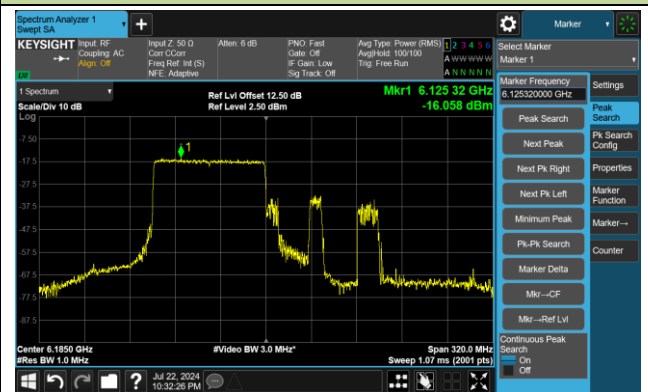 Spectrum Analyzer 1
Swept SA
Marker
KEYSIGHT
Input: RF
Coupling: AC
Align: Off
Input Z: 50 Ω
Corr CCorr
Freq Ref: Int (S)
NFE: Adaptive
Atten: 6 dB
PNO: Fast
Gate: Off
IF Gain: Low
Sig Track: Off
Avg Type: Power (RMS)
Avg|Hold: 100/100
Trig: Free Run
1 2 3 4 5 6
A W W W W W
A N N N N N
Select Marker
Marker 1
1 Spectrum
Scale/Div 10 dB
Log
Ref Lvl Offset 12.50 dB
Ref Level 2.50 dBm
Mkr1 6.125 32 GHz
-16.058 dBm
-7.50
-17.5
-27.5
-37.5
-47.5
-57.5
-67.5
-77.5
-87.5
1
Center 6.1850 GHz
#Res BW 1.0 MHz
#Video BW 3.0 MHz*
Span 320.0 MHz
Sweep 1.07 ms (2001 pts)
Marker Frequency
6.125320000 GHz
Peak Search
Next Peak
Next Pk Right
Next Pk Left
Minimum Peak
Pk-Pk Search
Marker Delta
Mkr→CF
Mkr→Ref Lvl
Continuous Peak
Search
On
Off
Settings
Peak
Search
Pk Search
Config
Properties
Marker
Function
Marker→
Counter
Jul 22, 2024
10:32:26 PM